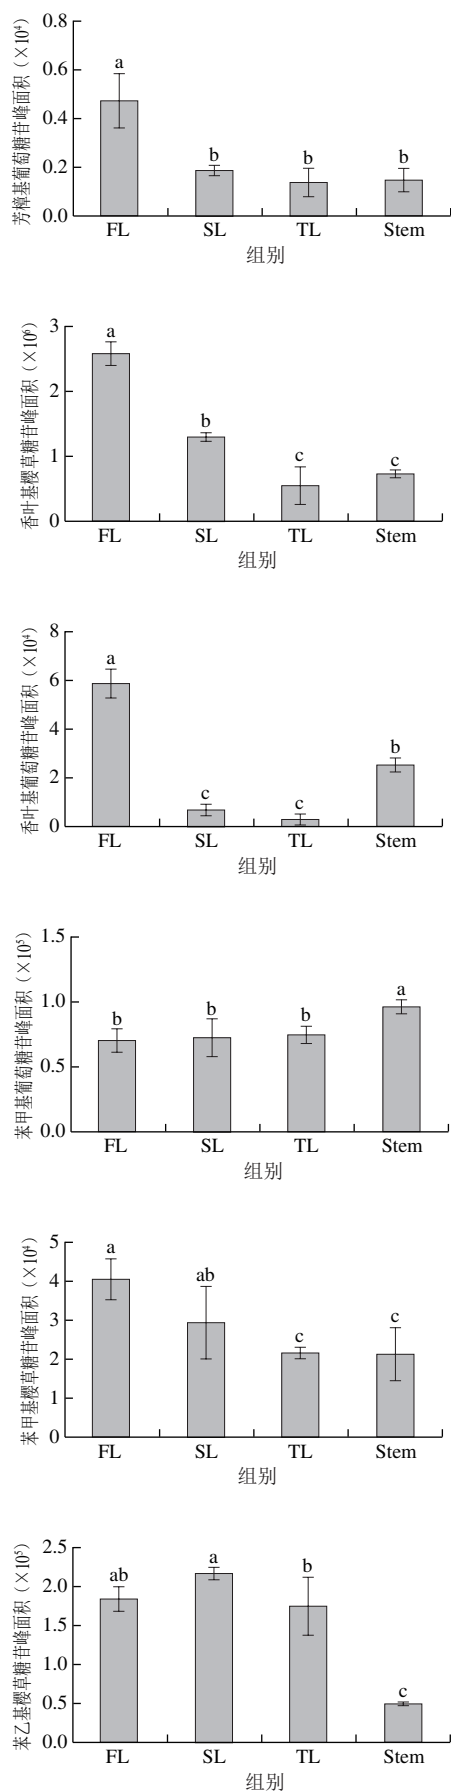 芳樟基葡萄糖苷峰面积（×10⁴）
0.8
0.6
0.4
0.2
0.0
a
b
b
b
FL SL TL Stem
组别
香叶基樱草糖苷峰面积（×10⁶）
3
2
1
0
a
b
c
c
FL SL TL Stem
组别
香叶基葡萄糖苷峰面积（×10⁴）
8
6
4
2
0
a
c
c
b
FL SL TL Stem
组别
苯甲基葡萄糖苷峰面积（×10⁵）
1.5
1.0
0.5
0.0
b
b
b
a
FL SL TL Stem
组别
苯甲基樱草糖苷峰面积（×10⁴）
5
4
3
2
1
0
a
ab
c
c
FL SL TL Stem
组别
苯乙基樱草糖苷峰面积（×10⁵）
2.5
2.0
1.5
1.0
0.5
0.0
ab
a
b
c
FL SL TL Stem
组别